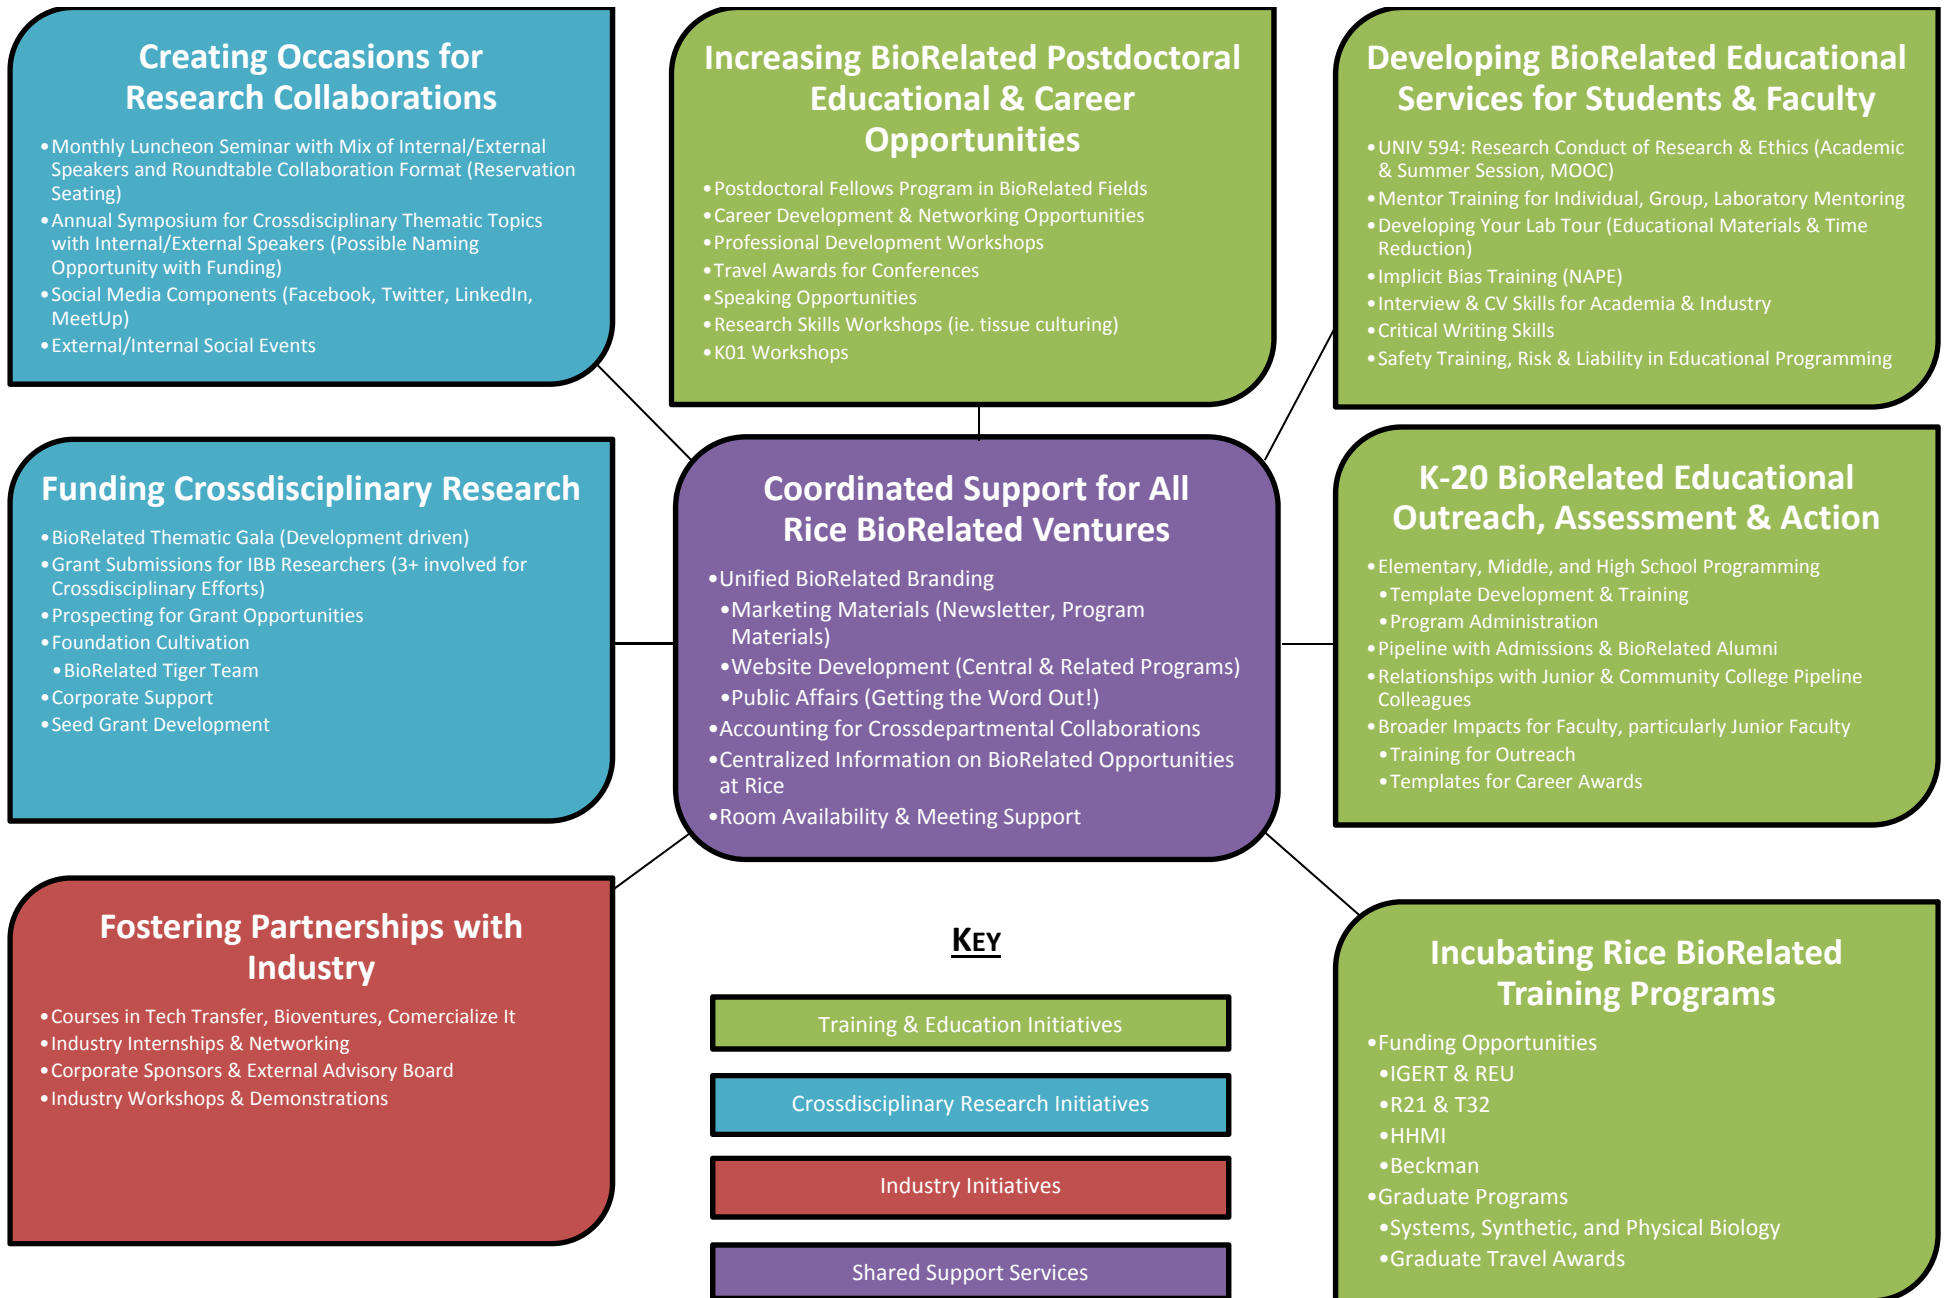 Creating Occasions for
Research Collaborations
•Monthly Luncheon Seminar with Mix of Internal/External
Speakers and Roundtable Collaboration Format (Reservation
Seating)
•Annual Symposium for Crossdisciplinary Thematic Topics
with Internal/External Speakers (Possible Naming
Opportunity with Funding)
•Social Media Components (Facebook, Twitter, LinkedIn,
MeetUp)
•External/Internal Social Events
Increasing BioRelated Postdoctoral
Educational & Career
Opportunities
•Postdoctoral Fellows Program in BioRelated Fields
•Career Development & Networking Opportunities
•Professional Development Workshops
•Travel Awards for Conferences
•Speaking Opportunities
•Research Skills Workshops (ie. tissue culturing)
•K01 Workshops
Developing BioRelated Educational
Services for Students & Faculty
•UNIV 594: Research Conduct of Research & Ethics (Academic
& Summer Session, MOOC)
•Mentor Training for Individual, Group, Laboratory Mentoring
•Developing Your Lab Tour (Educational Materials & Time
Reduction)
•Implicit Bias Training (NAPE)
•Interview & CV Skills for Academia & Industry
•Critical Writing Skills
•Safety Training, Risk & Liability in Educational Programming
Funding Crossdisciplinary Research
•BioRelated Thematic Gala (Development driven)
•Grant Submissions for IBB Researchers (3+ involved for
Crossdisciplinary Efforts)
•Prospecting for Grant Opportunities
•Foundation Cultivation
•BioRelated Tiger Team
•Corporate Support
•Seed Grant Development
Coordinated Support for All
Rice BioRelated Ventures
•Unified BioRelated Branding
•Marketing Materials (Newsletter, Program
Materials)
•Website Development (Central & Related Programs)
•Public Affairs (Getting the Word Out!)
•Accounting for Crossdepartmental Collaborations
•Centralized Information on BioRelated Opportunities
at Rice
•Room Availability & Meeting Support
K-20 BioRelated Educational
Outreach, Assessment & Action
•Elementary, Middle, and High School Programming
•Template Development & Training
•Program Administration
•Pipeline with Admissions & BioRelated Alumni
•Relationships with Junior & Community College Pipeline
Colleagues
•Broader Impacts for Faculty, particularly Junior Faculty
•Training for Outreach
•Templates for Career Awards
Fostering Partnerships with
Industry
•Courses in Tech Transfer, Bioventures, Comercialize It
•Industry Internships & Networking
•Corporate Sponsors & External Advisory Board
•Industry Workshops & Demonstrations
KEY
Training & Education Initiatives
Crossdisciplinary Research Initiatives
Industry Initiatives
Shared Support Services
Incubating Rice BioRelated
Training Programs
•Funding Opportunities
•IGERT & REU
•R21 & T32
•HHMI
•Beckman
•Graduate Programs
•Systems, Synthetic, and Physical Biology
•Graduate Travel Awards